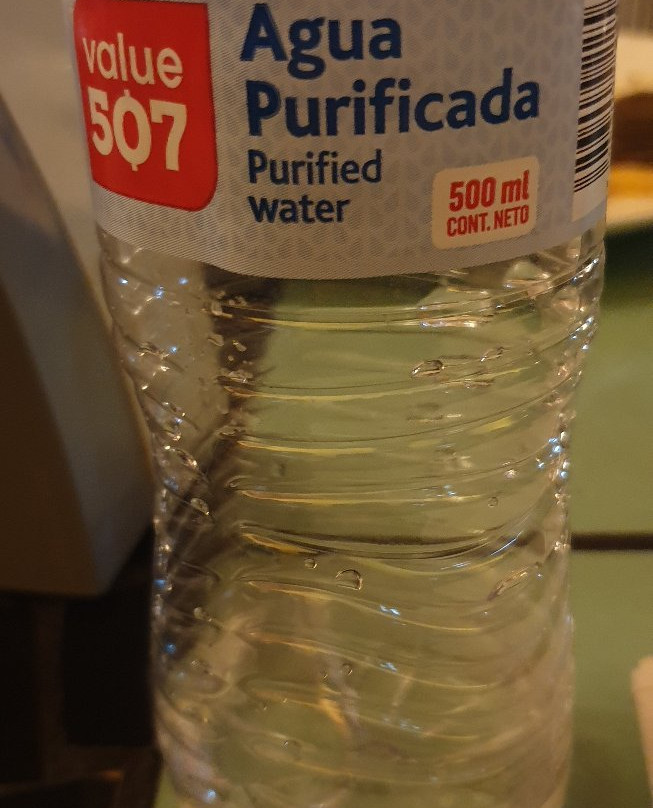 value
507
Agua
Purificada
Purified
water
500 ml
CONT. NETO